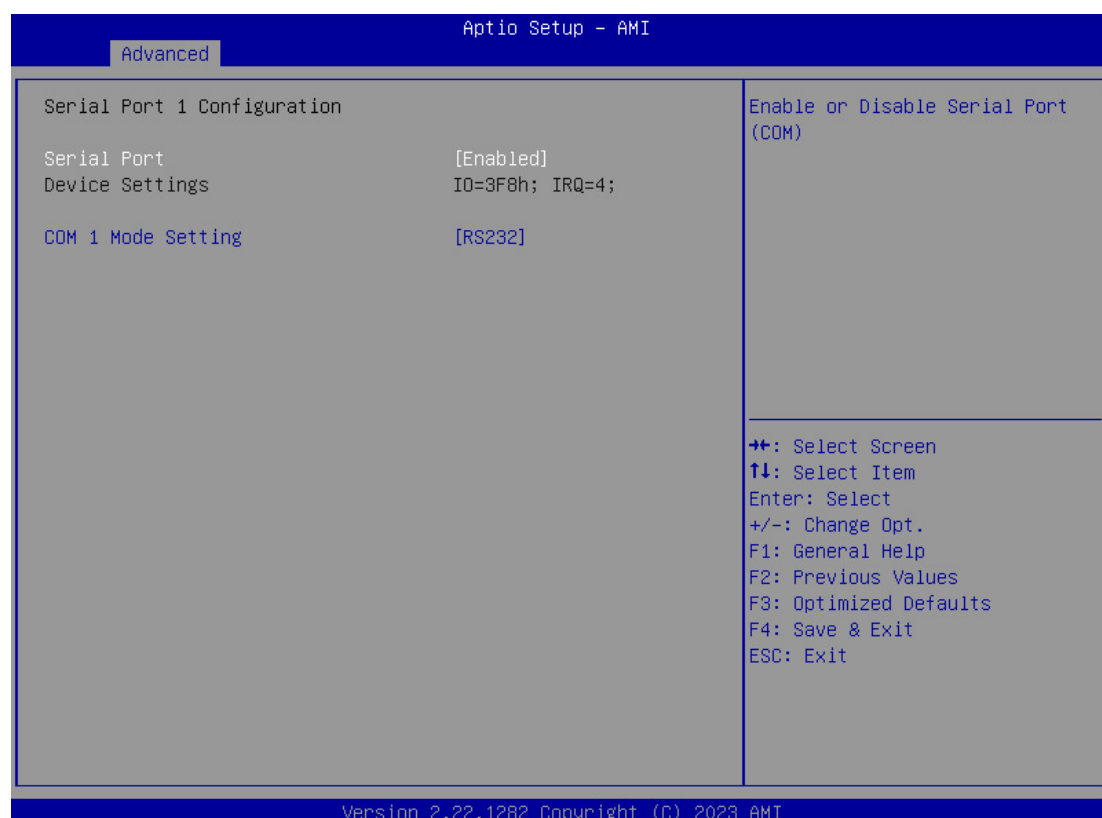 Aptio Setup – AMI
Advanced
Serial Port 1 Configuration
Serial Port [Enabled]
Device Settings IO=3F8h; IRQ=4;
COM 1 Mode Setting [RS232]
Enable or Disable Serial Port
(COM)
→←: Select Screen
↑↓: Select Item
Enter: Select
+/-: Change Opt.
F1: General Help
F2: Previous Values
F3: Optimized Defaults
F4: Save & Exit
ESC: Exit
Version 2.22.1282 Copyright (C) 2023 AMI